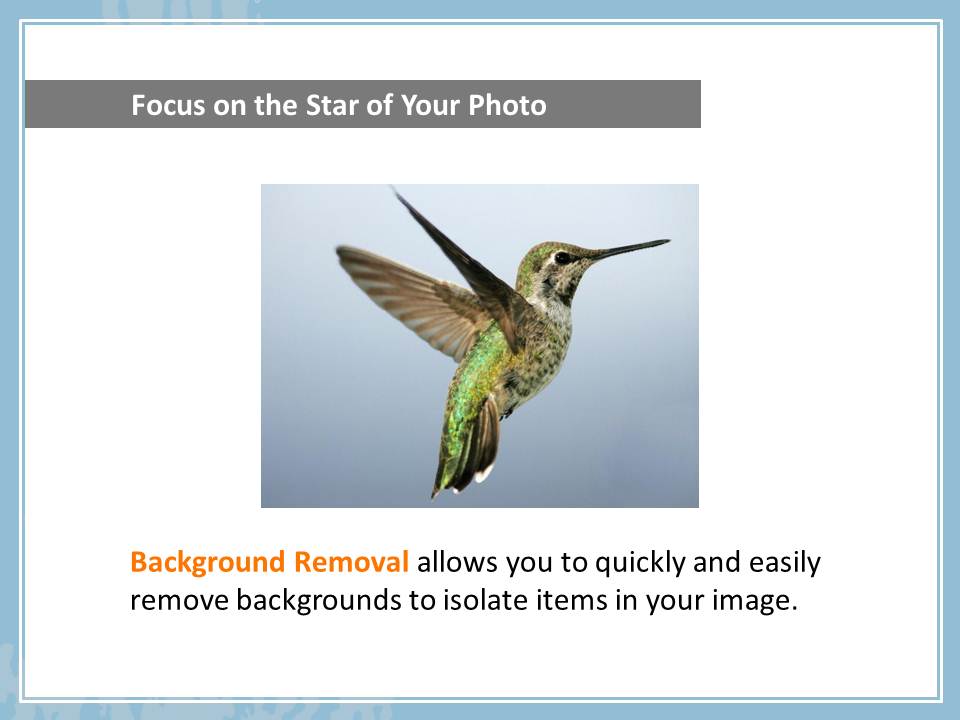 Focus on the Star of Your Photo
Background Removal allows you to quickly and easily
remove backgrounds to isolate items in your image.